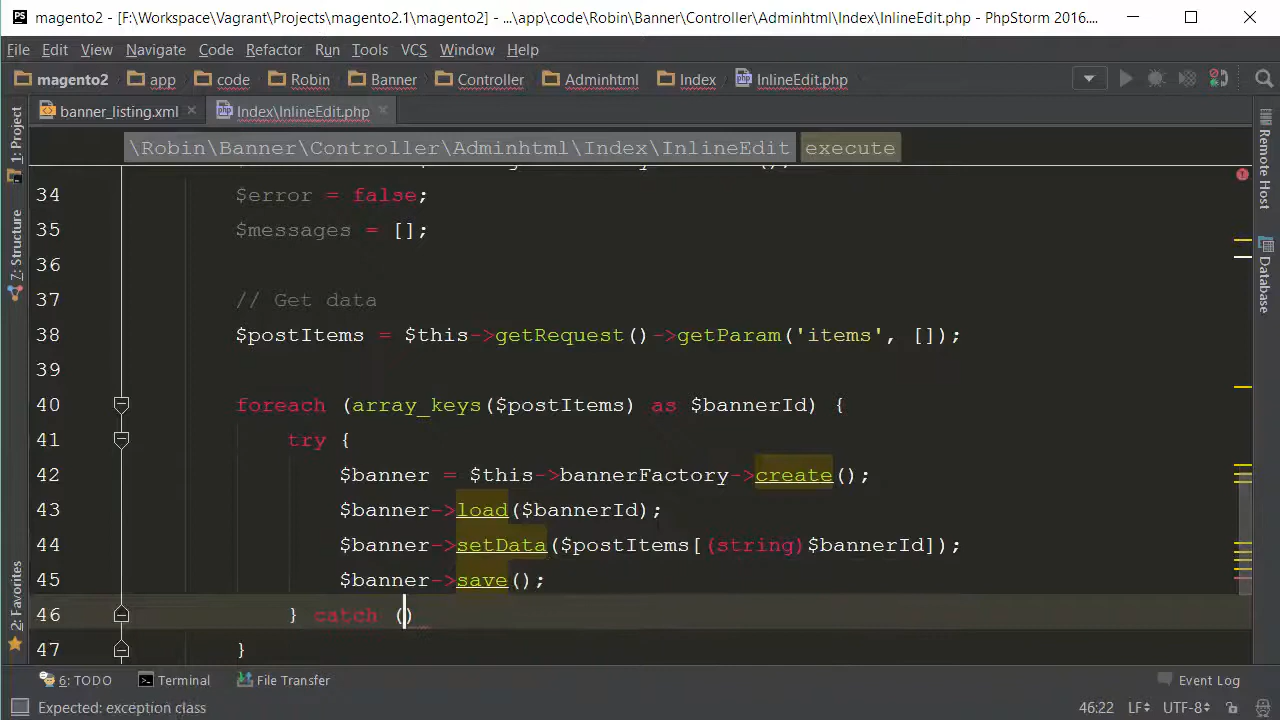 magento2 - [F:\Workspace\Vagrant\Projects\magento2.1\magento2] - ...\app\code\Robin\Banner\Controller\Adminhtml\Index\InlineEdit.php - PhpStorm 2016....
File Edit View Navigate Code Refactor Run Tools VCS Window Help
magento2 app code Robin Banner Controller Adminhtml Index InlineEdit.php
banner_listing.xml Index\InlineEdit.php
\Robin\Banner\Controller\Adminhtml\Index\InlineEdit execute
34 $error = false;
35 $messages = [];
36
37 // Get data
38 $postItems = $this->getRequest()->getParam('items', []);
39
40 foreach (array_keys($postItems) as $bannerId) {
41 try {
42 $banner = $this->bannerFactory->create();
43 $banner->load($bannerId);
44 $banner->setData($postItems[(string)$bannerId]);
45 $banner->save();
46 } catch ()
47 }
1: Project
7: Structure
2: Favorites
Remote Host
Database
6: TODO Terminal File Transfer Event Log
Expected: exception class 46:22 LF UTF-8